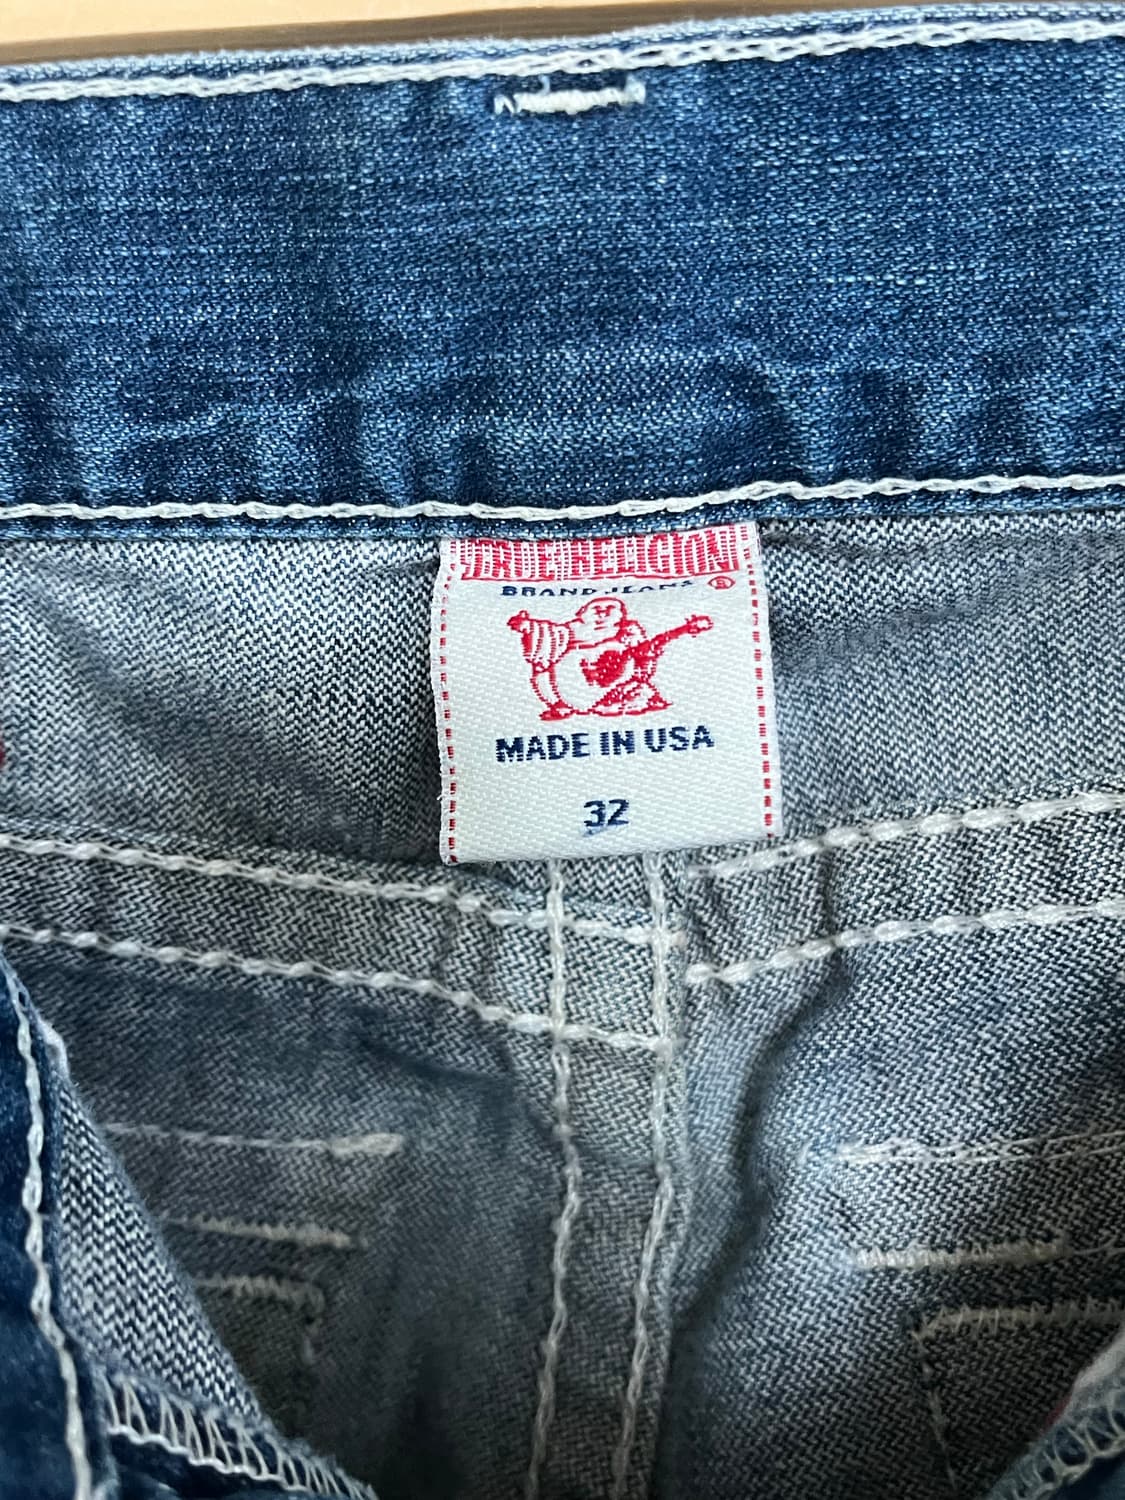 TRUE RELIGION
BRAND JEANS ®
MADE IN USA
32